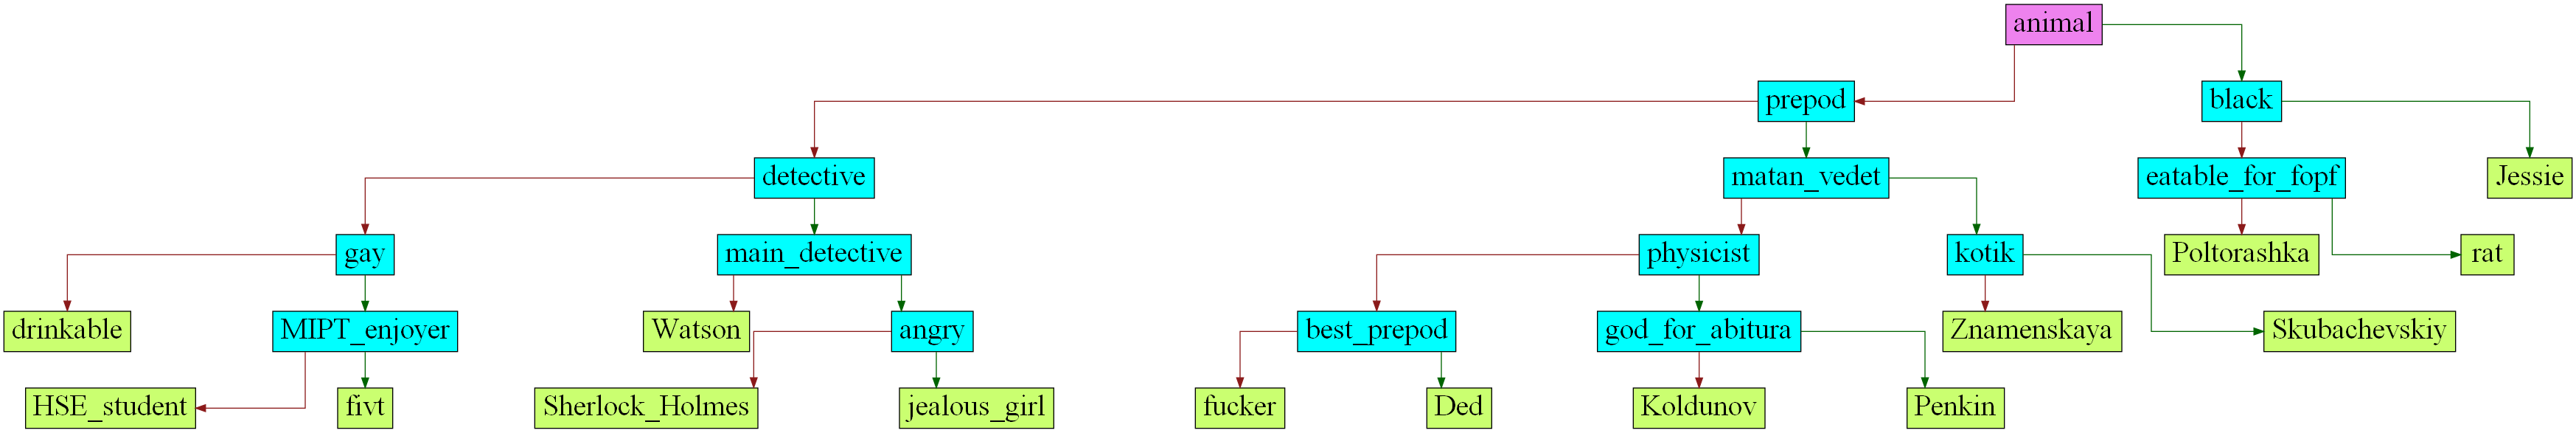 animal
prepod
black
detective
matan_vedet
eatable_for_fopf
Jessie
gay
main_detective
physicist
kotik
Poltorashka
rat
drinkable
MIPT_enjoyer
Watson
angry
best_prepod
god_for_abitura
Znamenskaya
Skubachevskiy
HSE_student
fivt
Sherlock_Holmes
jealous_girl
fucker
Ded
Koldunov
Penkin